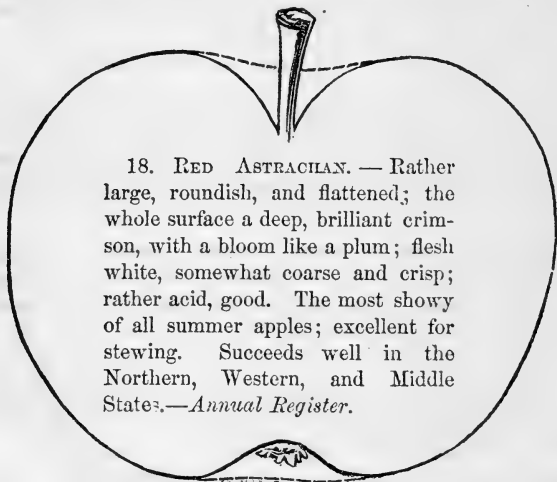 18. RED ASTRACHAN. — Rather
large, roundish, and flattened; the
whole surface a deep, brilliant crim-
son, with a bloom like a plum; flesh
white, somewhat coarse and crisp;
rather acid, good. The most showy
of all summer apples; excellent for
stewing. Succeeds well in the
Northern, Western, and Middle
States.—Annual Register.